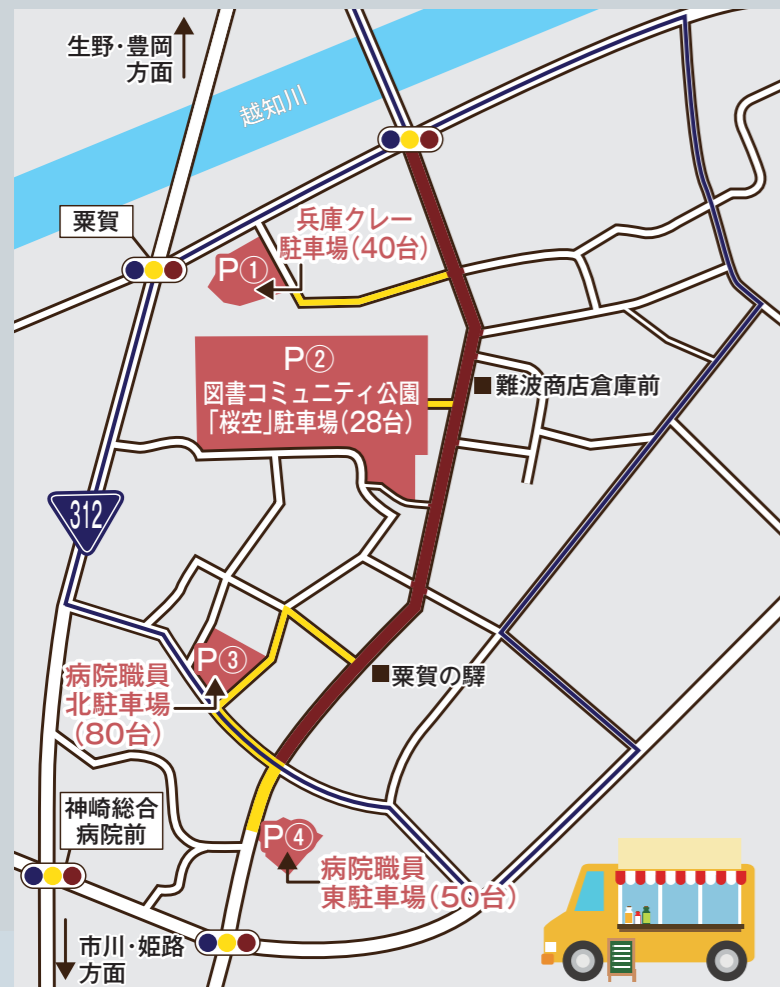 生野・豊岡
方面
越知川
粟賀
兵庫クレー
駐車場(40台)
P①
P②
図書コミュニティ公園
「桜空」駐車場(28台)
難波商店倉庫前
312
P③
病院職員
北駐車場
(80台)
粟賀の驛
神崎総合
病院前
P④
病院職員
東駐車場(50台)
市川・姫路
方面